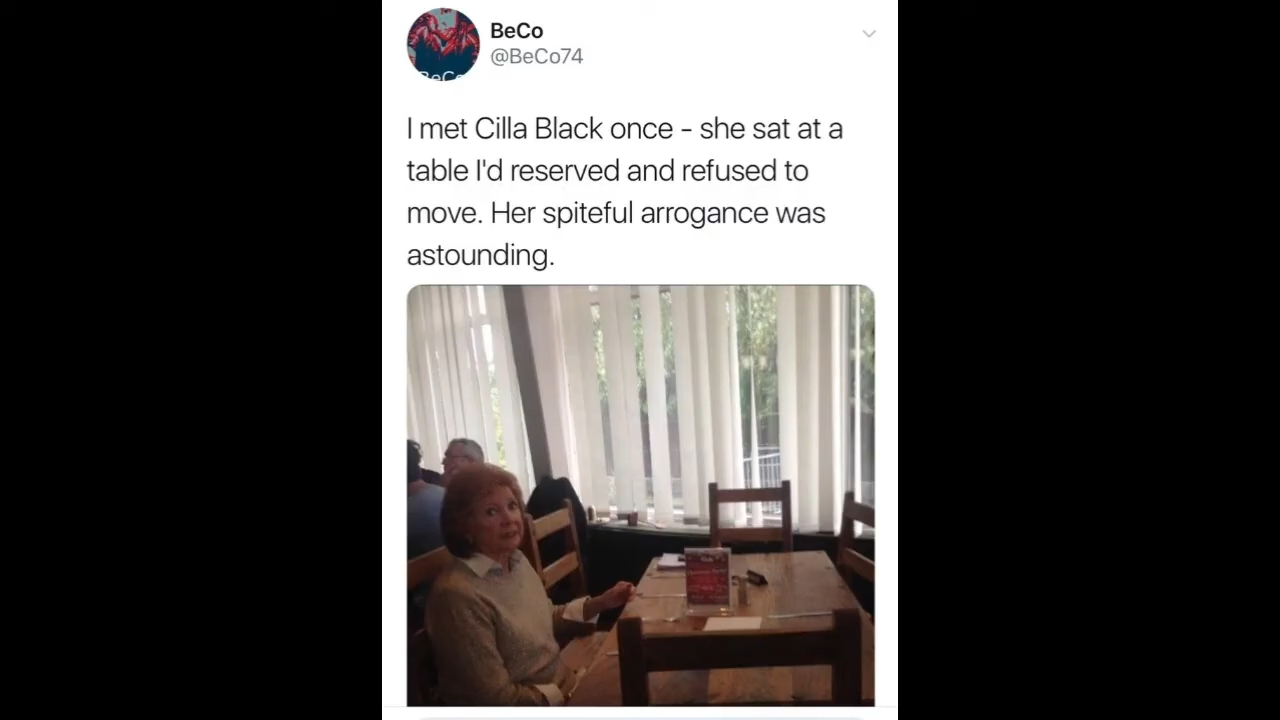 BeCo
@BeCo74
I met Cilla Black once - she sat at a
table I'd reserved and refused to
move. Her spiteful arrogance was
astounding.